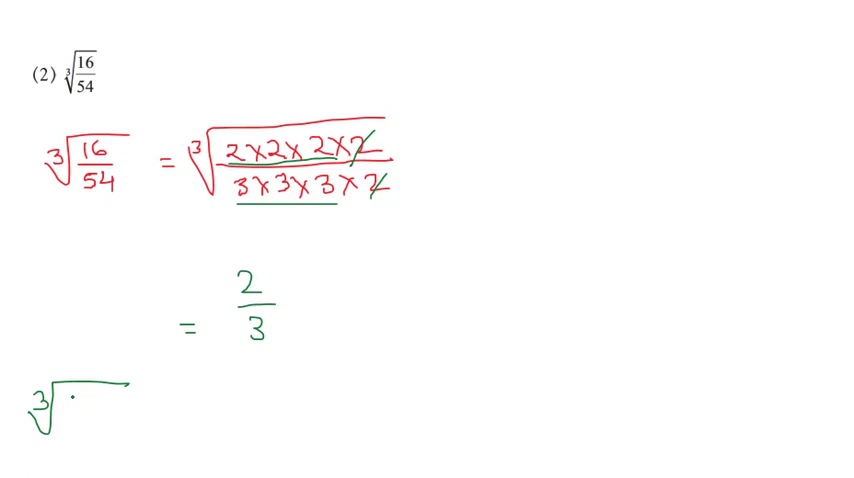 (2) ∛(16/54)
∛(16/54) = ∛((2×2×2×2)/(3×3×3×2))
= 2/3
∛